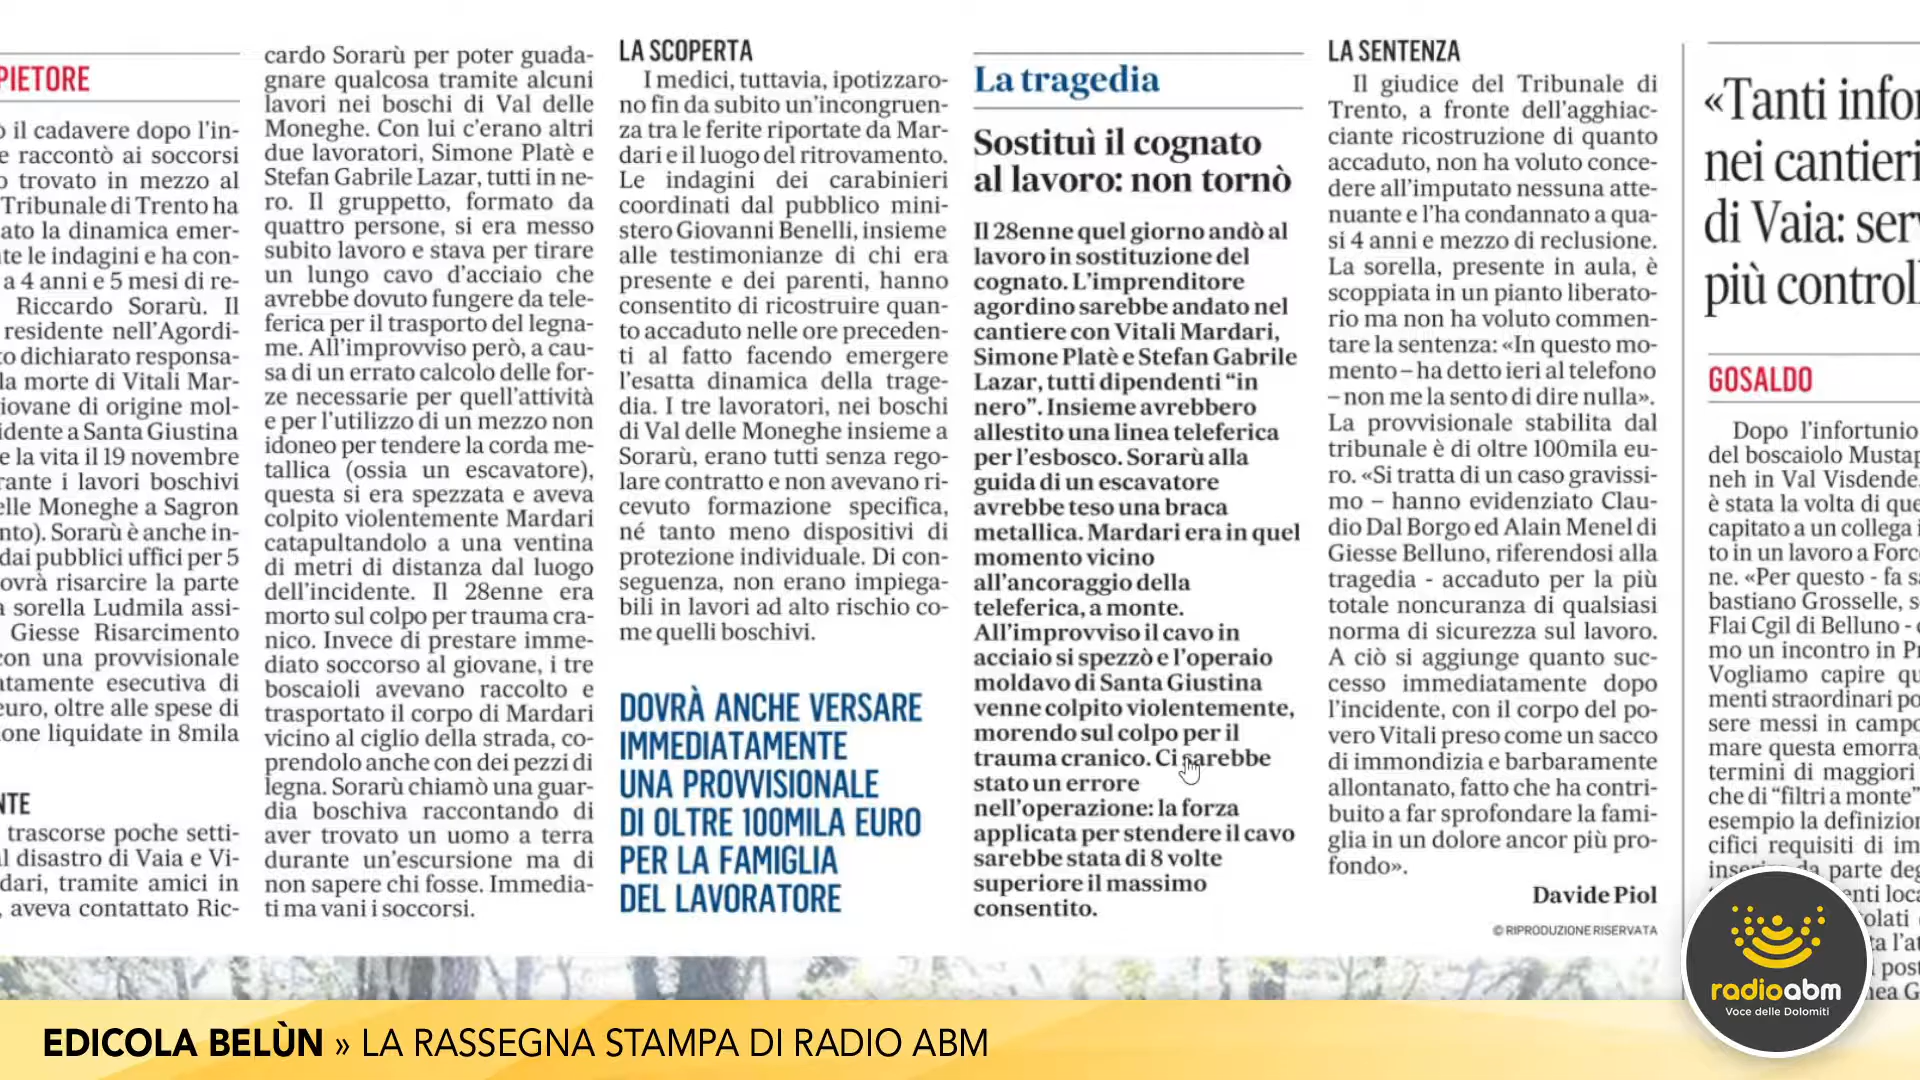 PIETORE
ò il cadavere dopo l'in-
e raccontò ai soccorsi
o trovato in mezzo al
Tribunale di Trento ha
ato la dinamica emer-
te le indagini e ha con-
a 4 anni e 5 mesi di re-
Riccardo Sorarù. Il
residente nell'Agordi-
to dichiarato responsa-
la morte di Vitali Mar-
iovane di origine mol-
idente a Santa Giustina
e la vita il 19 novembre
rante i lavori boschivi
elle Moneghe a Sagron
nto). Sorarù è anche in-
dai pubblici uffici per 5
ovrà risarcire la parte
a sorella Ludmila assi-
Giesse Risarcimento
con una provvisionale
atamente esecutiva di
euro, oltre alle spese di
ione liquidate in 8mila
NTE
trascorse poche setti-
al disastro di Vaia e Vi-
dari, tramite amici in
, aveva contattato Ric-
cardo Sorarù per poter guada-
gnare qualcosa tramite alcuni
lavori nei boschi di Val delle
Moneghe. Con lui c'erano altri
due lavoratori, Simone Platè e
Stefan Gabrile Lazar, tutti in ne-
ro. Il gruppetto, formato da
quattro persone, si era messo
subito lavoro e stava per tirare
un lungo cavo d'acciaio che
avrebbe dovuto fungere da tele-
ferica per il trasporto del legna-
me. All'improvviso però, a cau-
sa di un errato calcolo delle for-
ze necessarie per quell'attività
e per l'utilizzo di un mezzo non
idoneo per tendere la corda me-
tallica (ossia un escavatore),
questa si era spezzata e aveva
colpito violentemente Mardari
catapultandolo a una ventina
di metri di distanza dal luogo
dell'incidente. Il 28enne era
morto sul colpo per trauma cra-
nico. Invece di prestare imme-
diato soccorso al giovane, i tre
boscaioli avevano raccolto e
trasportato il corpo di Mardari
vicino al ciglio della strada, co-
prendolo anche con dei pezzi di
legna. Sorarù chiamò una guar-
dia boschiva raccontando di
aver trovato un uomo a terra
durante un'escursione ma di
non sapere chi fosse. Immedia-
ti ma vani i soccorsi.
LA SCOPERTA
I medici, tuttavia, ipotizzaro-
no fin da subito un'incongruen-
za tra le ferite riportate da Mar-
dari e il luogo del ritrovamento.
Le indagini dei carabinieri
coordinati dal pubblico mini-
stero Giovanni Benelli, insieme
alle testimonianze di chi era
presente e dei parenti, hanno
consentito di ricostruire quan-
to accaduto nelle ore preceden-
ti al fatto facendo emergere
l'esatta dinamica della trage-
dia. I tre lavoratori, nei boschi
di Val delle Moneghe insieme a
Sorarù, erano tutti senza rego-
lare contratto e non avevano ri-
cevuto formazione specifica,
né tanto meno dispositivi di
protezione individuale. Di con-
seguenza, non erano impiega-
bili in lavori ad alto rischio co-
me quelli boschivi.
DOVRÀ ANCHE VERSARE
IMMEDIATAMENTE
UNA PROVVISIONALE
DI OLTRE 100MILA EURO
PER LA FAMIGLIA
DEL LAVORATORE
La tragedia
Sostituì il cognato
al lavoro: non tornò
Il 28enne quel giorno andò al
lavoro in sostituzione del
cognato. L'imprenditore
agordino sarebbe andato nel
cantiere con Vitali Mardari,
Simone Platè e Stefan Gabrile
Lazar, tutti dipendenti “in
nero”. Insieme avrebbero
allestito una linea teleferica
per l'esbosco. Sorarù alla
guida di un escavatore
avrebbe teso una braca
metallica. Mardari era in quel
momento vicino
all'ancoraggio della
teleferica, a monte.
All'improvviso il cavo in
acciaio si spezzò e l'operaio
moldavo di Santa Giustina
venne colpito violentemente,
morendo sul colpo per il
trauma cranico. Ci sarebbe
stato un errore
nell'operazione: la forza
applicata per stendere il cavo
sarebbe stata di 8 volte
superiore il massimo
consentito.
LA SENTENZA
Il giudice del Tribunale di
Trento, a fronte dell'agghiac-
ciante ricostruzione di quanto
accaduto, non ha voluto conce-
dere all'imputato nessuna atte-
nuante e l'ha condannato a qua-
si 4 anni e mezzo di reclusione.
La sorella, presente in aula, è
scoppiata in un pianto liberato-
rio ma non ha voluto commen-
tare la sentenza: «In questo mo-
mento – ha detto ieri al telefono
– non me la sento di dire nulla».
La provvisionale stabilita dal
tribunale è di oltre 100mila eu-
ro. «Si tratta di un caso gravissi-
mo – hanno evidenziato Clau-
dio Dal Borgo ed Alain Menel di
Giesse Belluno, riferendosi alla
tragedia - accaduto per la più
totale noncuranza di qualsiasi
norma di sicurezza sul lavoro.
A ciò si aggiunge quanto suc-
cesso immediatamente dopo
l'incidente, con il corpo del po-
vero Vitali preso come un sacco
di immondizia e barbaramente
allontanato, fatto che ha contri-
buito a far sprofondare la fami-
glia in un dolore ancor più pro-
fondo».
Davide Piol
© RIPRODUZIONE RISERVATA
«Tanti infor
nei cantieri
di Vaia: serv
più controll
GOSALDO
Dopo l'infortunio
del boscaiolo Mustap
neh in Val Visdende,
è stata la volta di que
capitato a un collega i
to in un lavoro a Forc
ne. «Per questo - fa sa
bastiano Grosselle, s
Flai Cgil di Belluno -
mo un incontro in Pr
Vogliamo capire qu
menti straordinari po
sere messi in campo
mare questa emorra
termini di maggiori
che di “filtri a monte”
esempio la definizion
cifici requisiti di im
parte deg
enti loca
olati
ta l'at
post
nea G
radioabm
Voce delle Dolomiti
EDICOLA BELÙN » LA RASSEGNA STAMPA DI RADIO ABM